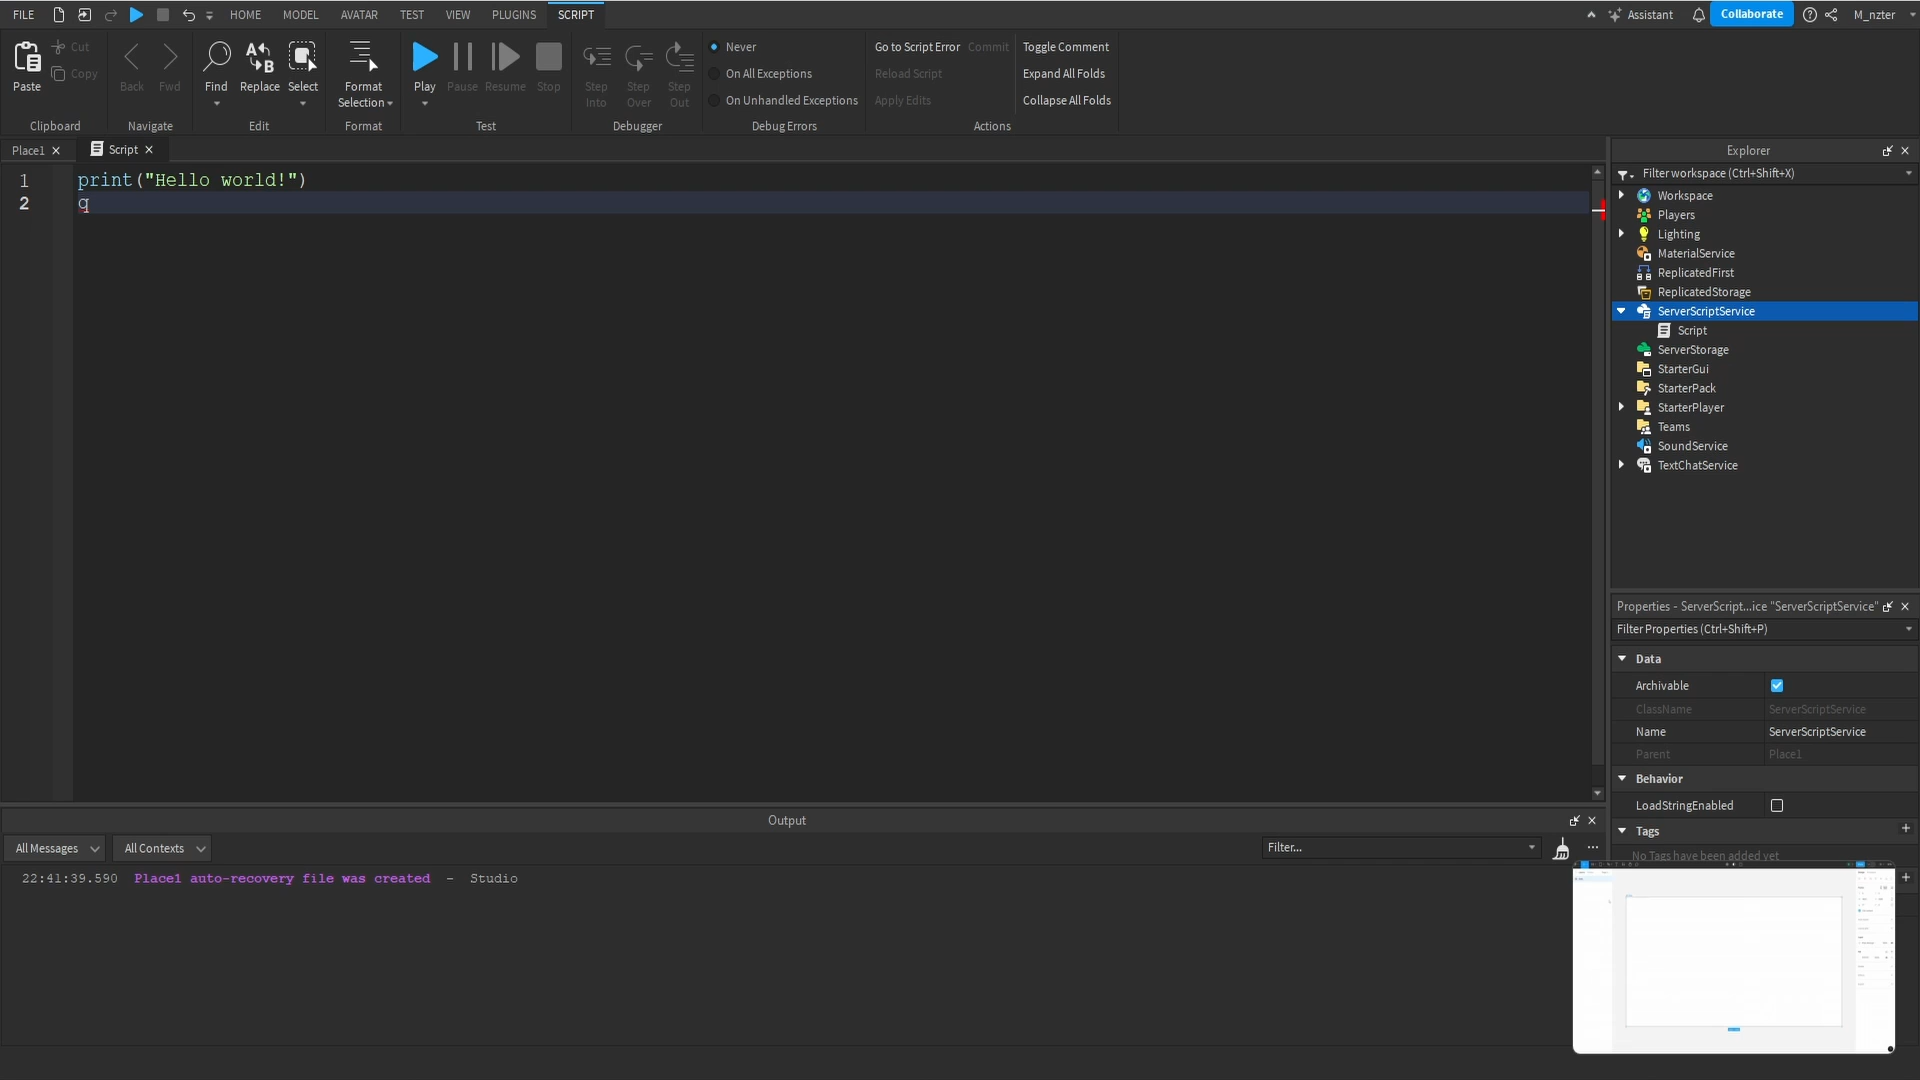 FILE HOME MODEL AVATAR TEST VIEW PLUGINS SCRIPT Assistant Collaborate M_nzter
Paste Cut Copy Back Fwd Find Replace Select Format Selection Play Pause Resume Stop Step Into Step Over Step Out
Never
On All Exceptions
On Unhandled Exceptions
Go to Script Error Commit
Reload Script
Apply Edits
Toggle Comment
Expand All Folds
Collapse All Folds
Clipboard Navigate Edit Format Test Debugger Debug Errors Actions
Place1 Script
1 print("Hello world!")
2 q
Explorer
Filter workspace (Ctrl+Shift+X)
Workspace
Players
Lighting
MaterialService
ReplicatedFirst
ReplicatedStorage
ServerScriptService
Script
ServerStorage
StarterGui
StarterPack
StarterPlayer
Teams
SoundService
TextChatService
Properties - ServerScript...ice "ServerScriptService"
Filter Properties (Ctrl+Shift+P)
Data
Archivable
ClassName ServerScriptService
Name ServerScriptService
Parent Place1
Behavior
LoadStringEnabled
Tags
No Tags have been added yet
Output
All Messages All Contexts Filter...
22:41:39.590 Place1 auto-recovery file was created - Studio